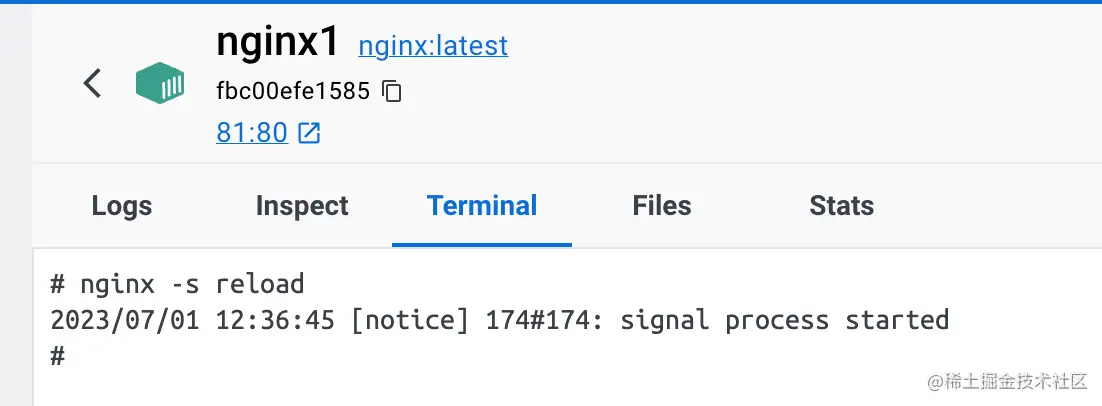 nginx1 nginx:latest
fbc00efe1585
81:80
Logs Inspect Terminal Files Stats
# nginx -s reload
2023/07/01 12:36:45 [notice] 174#174: signal process started
#
@稀土掘金技术社区